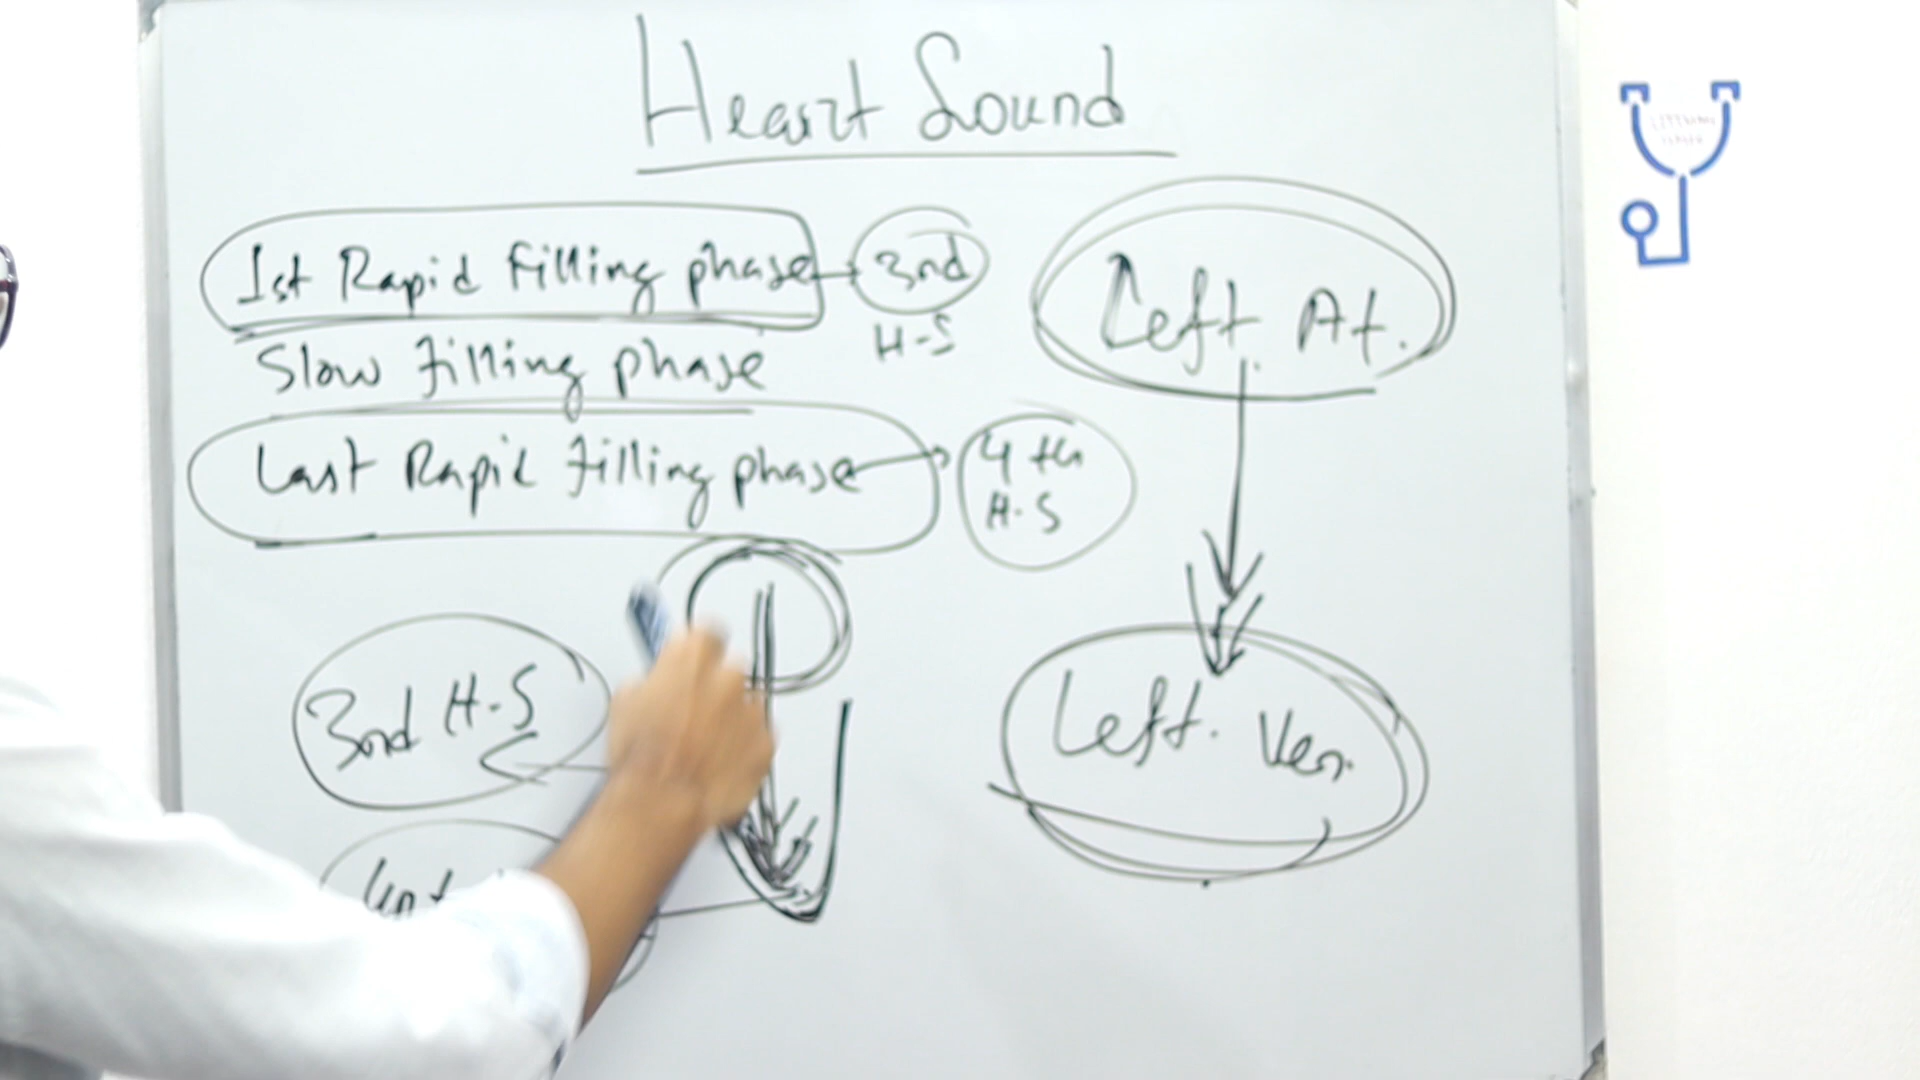 Heart Sound
1st Rapid filling phase → 3rd
H-S
Slow filling phase
Last Rapid filling phase → 4th
H-S
Left At.
3rd H-S
Left. Ven.